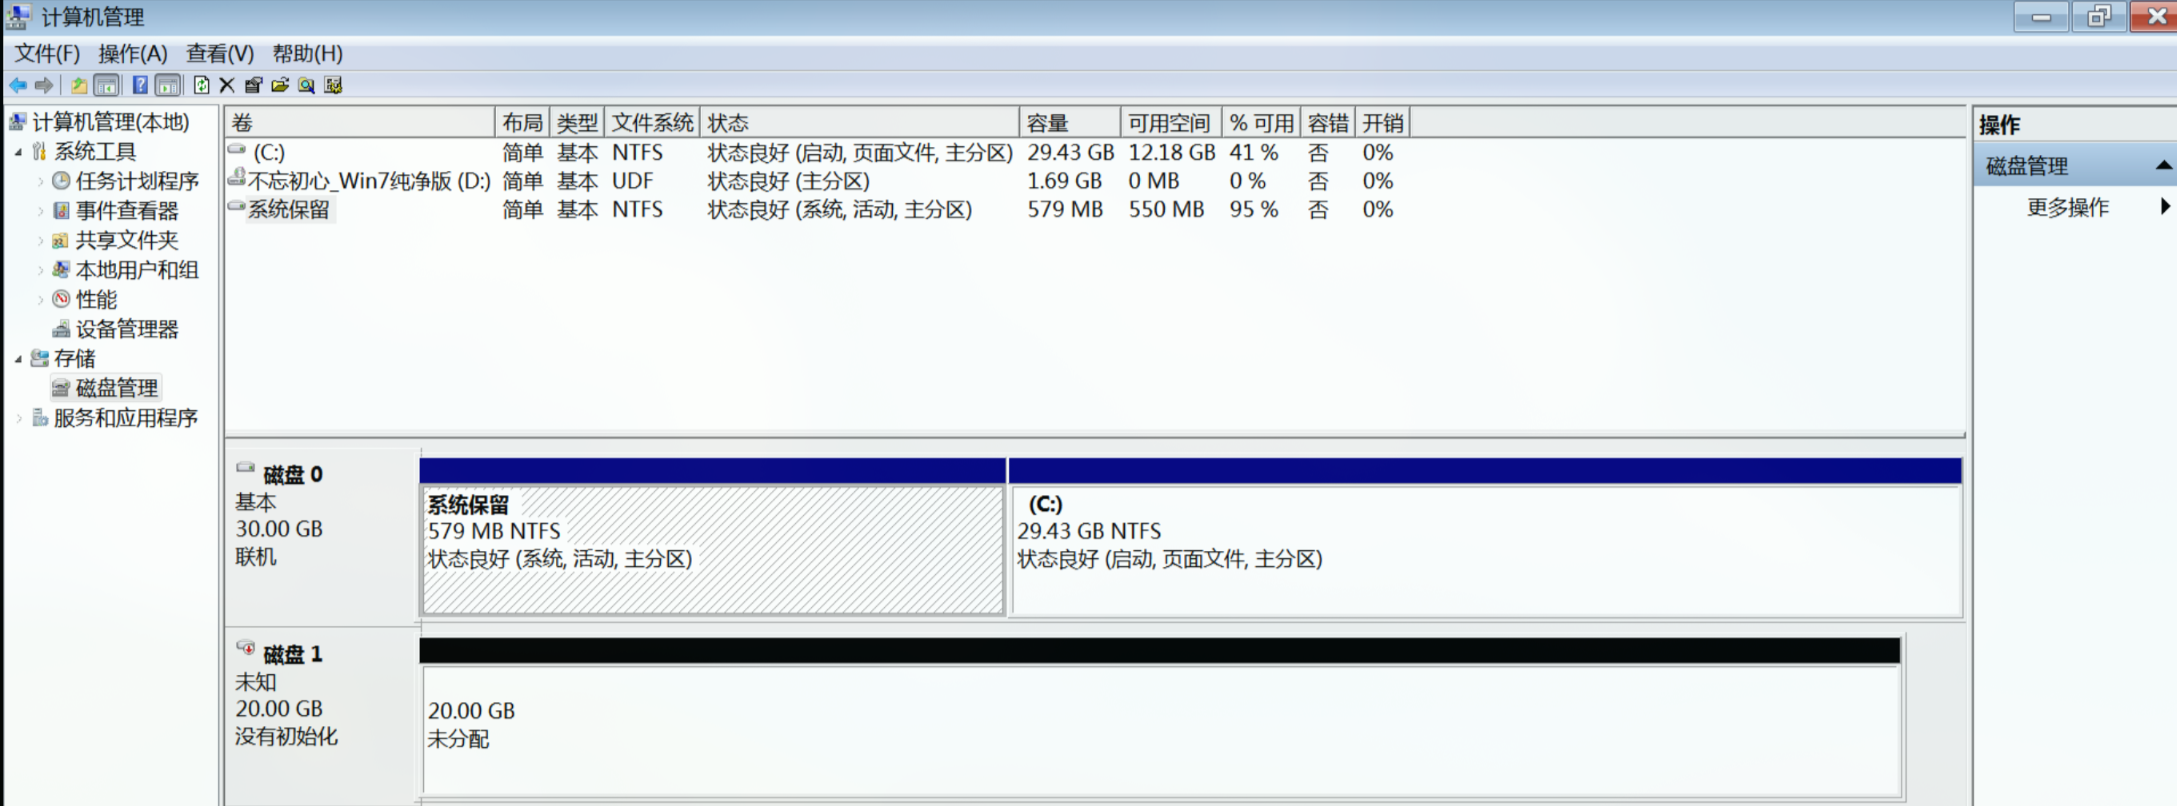 计算机管理
文件(F) 操作(A) 查看(V) 帮助(H)
计算机管理(本地)
系统工具
任务计划程序
事件查看器
共享文件夹
本地用户和组
性能
设备管理器
存储
磁盘管理
服务和应用程序
卷 布局 类型 文件系统 状态 容量 可用空间 % 可用 容错 开销
(C:) 简单 基本 NTFS 状态良好 (启动, 页面文件, 主分区) 29.43 GB 12.18 GB 41 % 否 0%
不忘初心_Win7纯净版 (D:) 简单 基本 UDF 状态良好 (主分区) 1.69 GB 0 MB 0 % 否 0%
系统保留 简单 基本 NTFS 状态良好 (系统, 活动, 主分区) 579 MB 550 MB 95 % 否 0%
磁盘 0
基本
30.00 GB
联机
系统保留
579 MB NTFS
状态良好 (系统, 活动, 主分区)
(C:)
29.43 GB NTFS
状态良好 (启动, 页面文件, 主分区)
磁盘 1
未知
20.00 GB
没有初始化
20.00 GB
未分配
操作
磁盘管理
更多操作